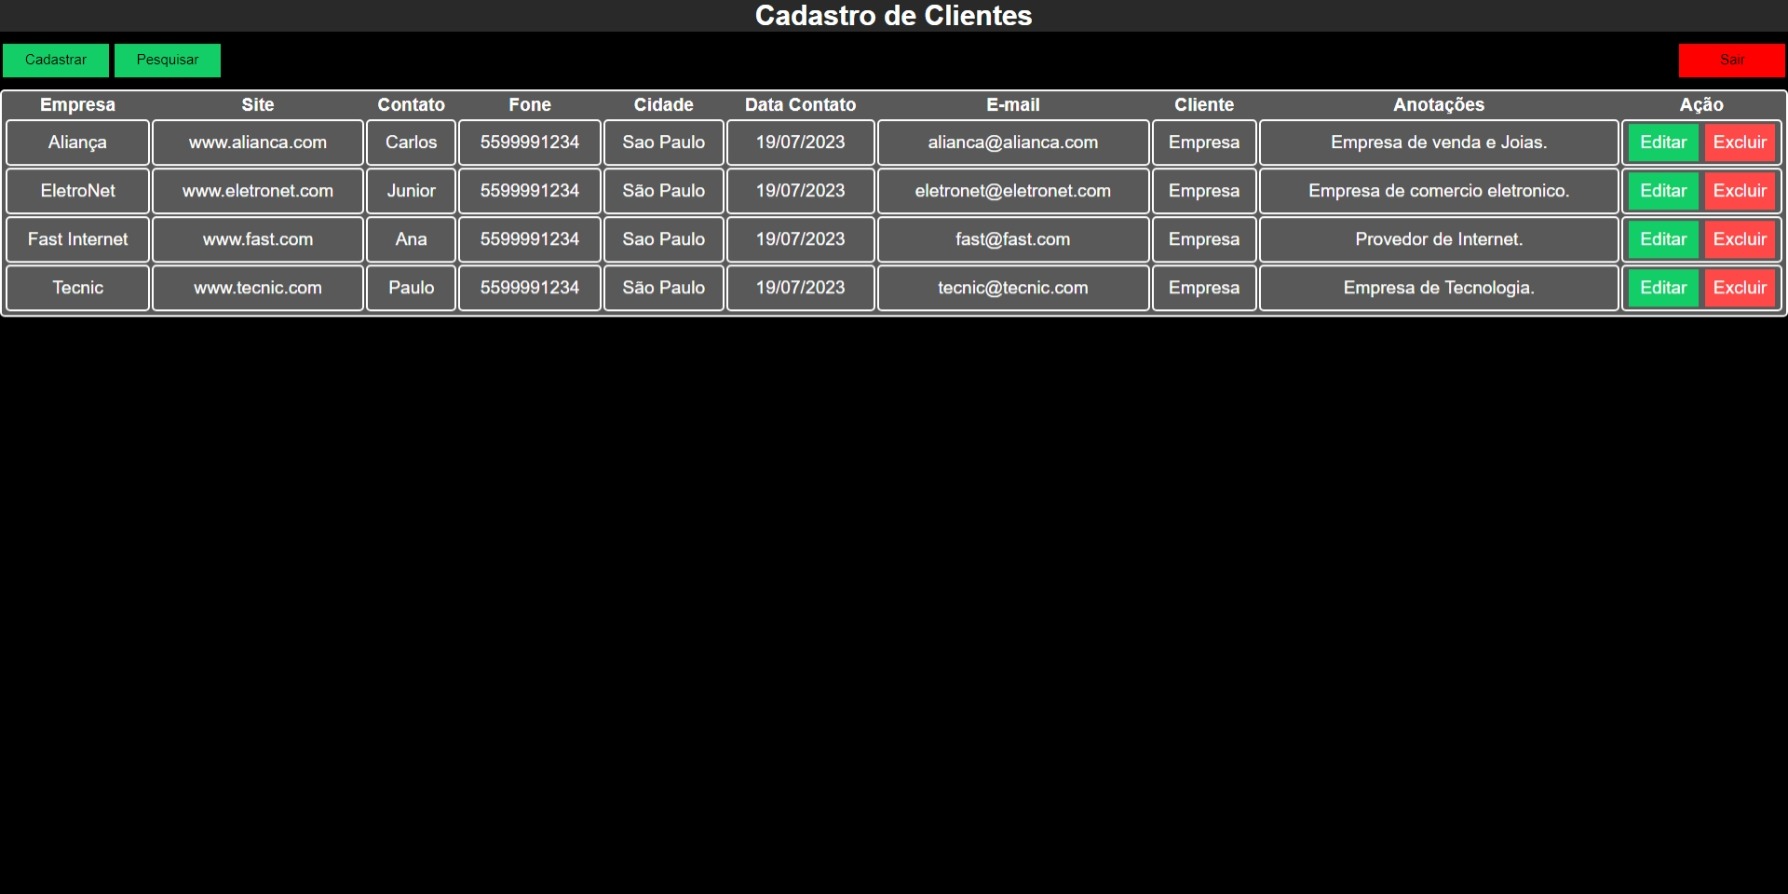 Cadastro de Clientes
Cadastrar Pesquisar Sair
Empresa Site Contato Fone Cidade Data Contato E-mail Cliente Anotações Ação
Aliança www.alianca.com Carlos 5599991234 Sao Paulo 19/07/2023 alianca@alianca.com Empresa Empresa de venda e Joias. Editar Excluir
EletroNet www.eletronet.com Junior 5599991234 São Paulo 19/07/2023 eletronet@eletronet.com Empresa Empresa de comercio eletronico. Editar Excluir
Fast Internet www.fast.com Ana 5599991234 Sao Paulo 19/07/2023 fast@fast.com Empresa Provedor de Internet. Editar Excluir
Tecnic www.tecnic.com Paulo 5599991234 São Paulo 19/07/2023 tecnic@tecnic.com Empresa Empresa de Tecnologia. Editar Excluir